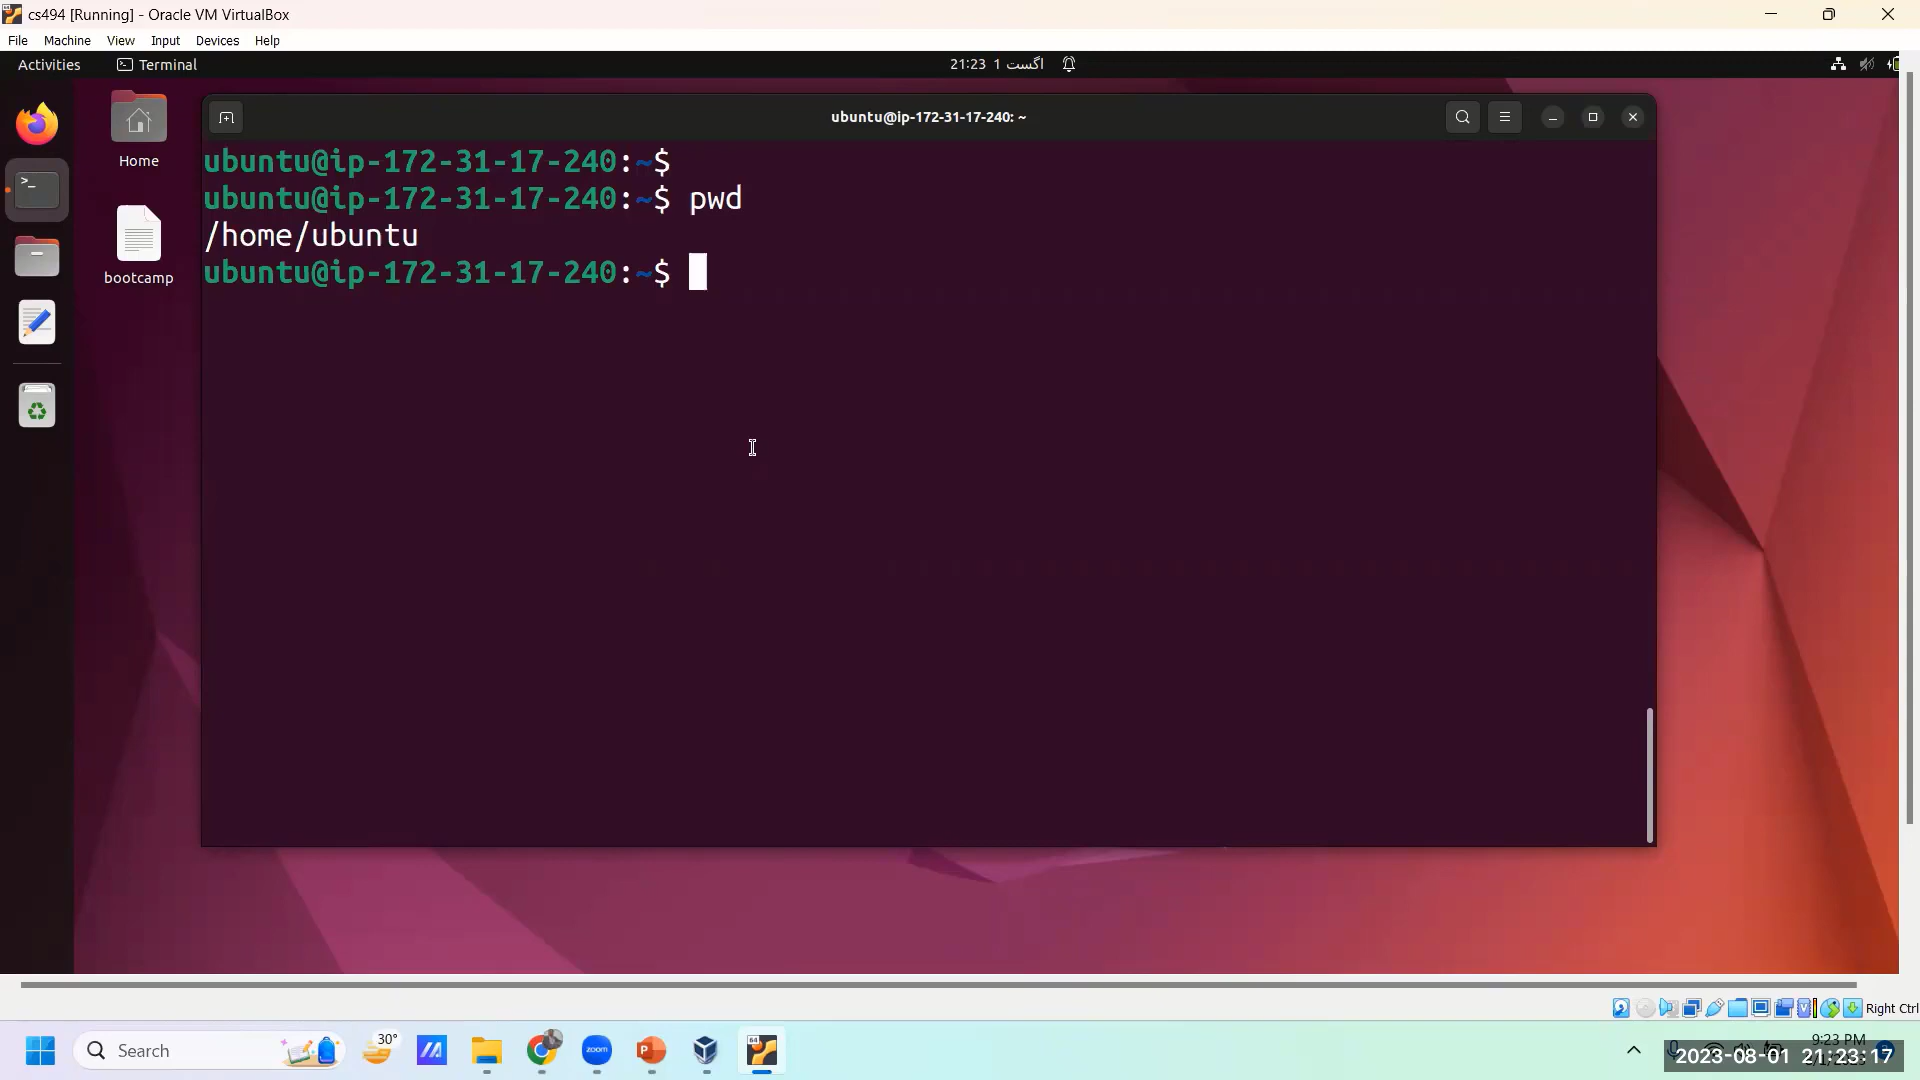 cs494 [Running] - Oracle VM VirtualBox
File Machine View Input Devices Help
Activities Terminal 21:23 1 اگست
ubuntu@ip-172-31-17-240: ~
Home
bootcamp
ubuntu@ip-172-31-17-240:~$
ubuntu@ip-172-31-17-240:~$ pwd
/home/ubuntu
ubuntu@ip-172-31-17-240:~$
Right Ctrl
Search
30°
zoom
64
9:23 PM
2023-08-01 21:23:17